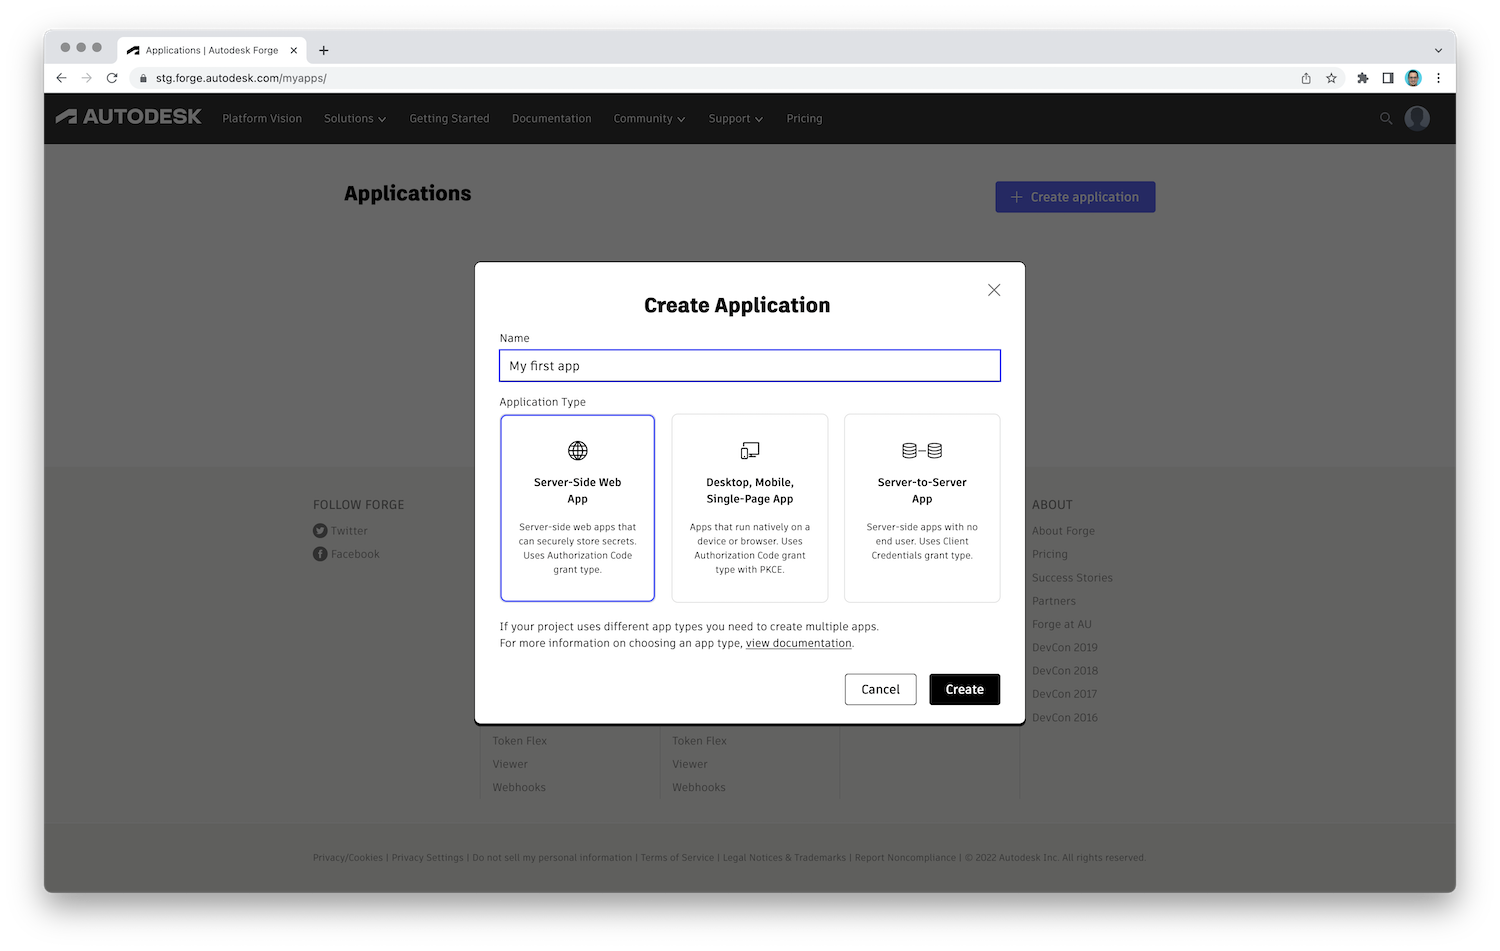 Applications | Autodesk Forge
stg.forge.autodesk.com/myapps/
AUTODESK Platform Vision Solutions Getting Started Documentation Community Support Pricing
Applications
Create application
Create Application
Name
My first app
Application Type
Server-Side Web
App
Server-side web apps that
can securely store secrets.
Uses Authorization Code
grant type.
Desktop, Mobile,
Single-Page App
Apps that run natively on a
device or browser. Uses
Authorization Code grant
type with PKCE.
Server-to-Server
App
Server-side apps with no
end user. Uses Client
Credentials grant type.
If your project uses different app types you need to create multiple apps.
For more information on choosing an app type, view documentation.
Cancel
Create
FOLLOW FORGE
Twitter
Facebook
Token Flex
Viewer
Webhooks
Token Flex
Viewer
Webhooks
ABOUT
About Forge
Pricing
Success Stories
Partners
Forge at AU
DevCon 2019
DevCon 2018
DevCon 2017
DevCon 2016
Privacy/Cookies | Privacy Settings | Do not sell my personal information | Terms of Service | Legal Notices & Trademarks | Report Noncompliance | © 2022 Autodesk Inc. All rights reserved.